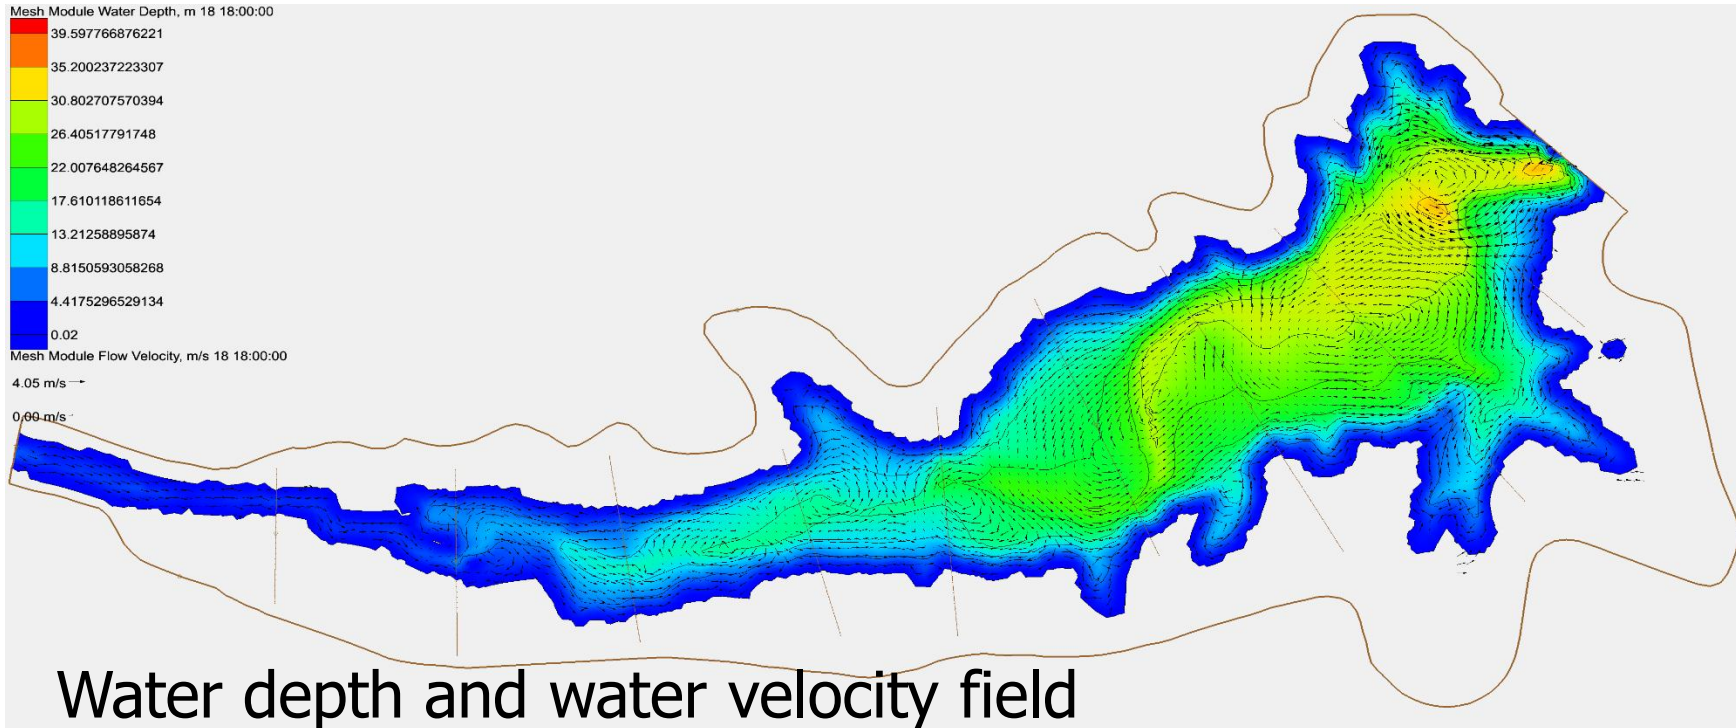 Mesh Module Water Depth, m 18 18:00:00
39.597766876221
35.200237223307
30.802707570394
26.40517791748
22.007648264567
17.610118611654
13.21258895874
8.8150593058268
4.4175296529134
0.02
Mesh Module Flow Velocity, m/s 18 18:00:00
4.05 m/s
0.00 m/s
Water depth and water velocity field